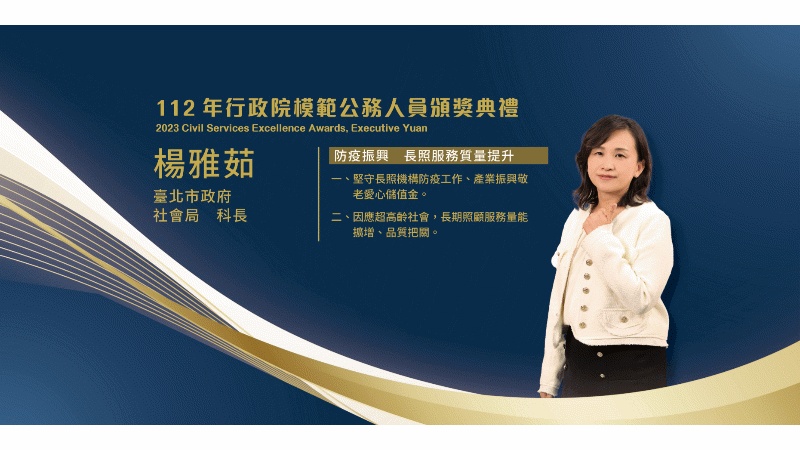 112 年行政院模範公務人員頒獎典禮
2023 Civil Services Excellence Awards, Executive Yuan
楊雅茹
臺北市政府
社會局　科長
防疫振興　長照服務質量提升
一、堅守長照機構防疫工作、產業振興敬
老愛心儲值金。
二、因應超高齡社會，長期照顧服務量能
擴增、品質把關。